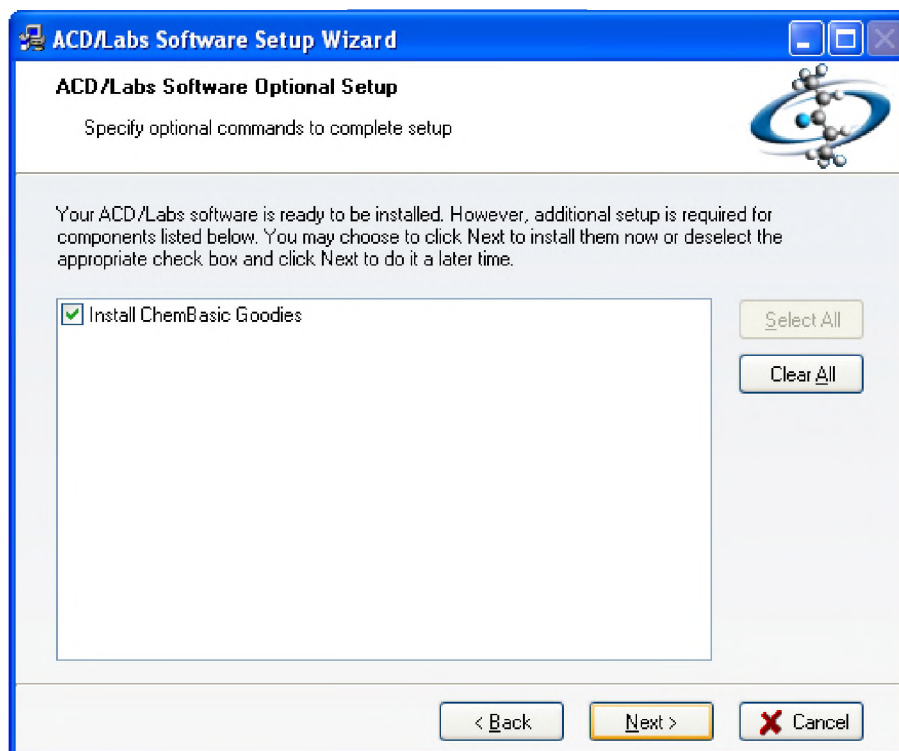 ACD/Labs Software Setup Wizard
ACD/Labs Software Optional Setup
Specify optional commands to complete setup
Your ACD/Labs software is ready to be installed. However, additional setup is required for
components listed below. You may choose to click Next to install them now or deselect the
appropriate check box and click Next to do it a later time.
Install ChemBasic Goodies
Select All
Clear All
< Back
Next >
Cancel